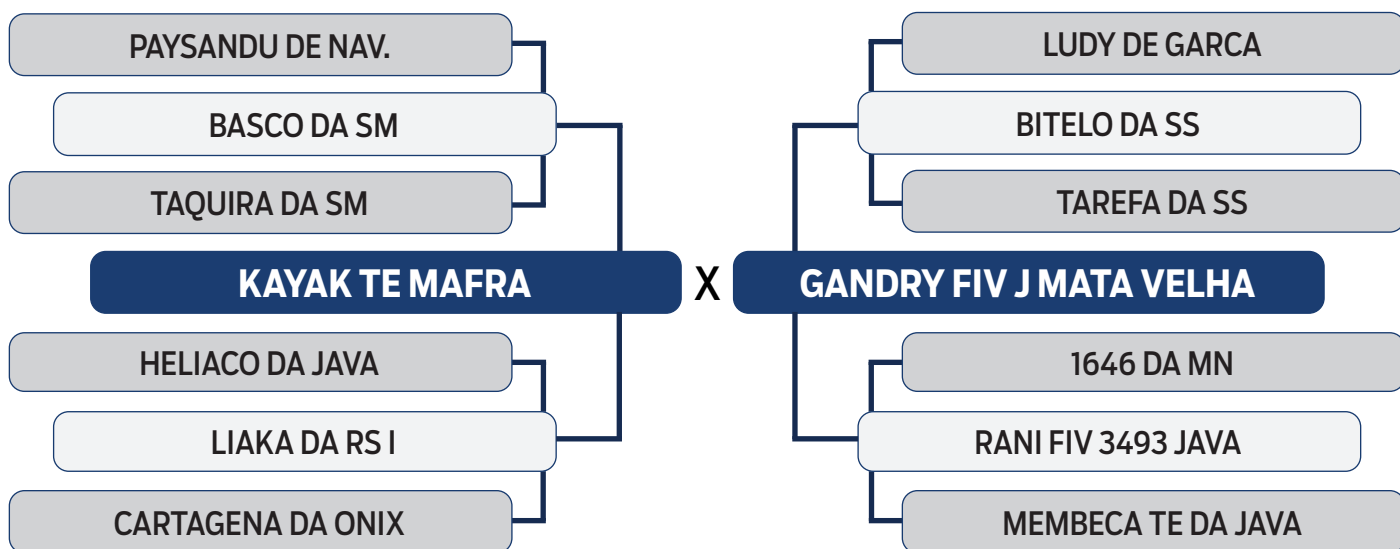 PAYSANDU DE NAV.
LUDY DE GARCA
BASCO DA SM
BITELO DA SS
TAQUIRA DA SM
TAREFA DA SS
KAYAK TE MAFRA X GANDRY FIV J MATA VELHA
HELIACO DA JAVA
1646 DA MN
LIAKA DA RS I
RANI FIV 3493 JAVA
CARTAGENA DA ONIX
MEMBECA TE DA JAVA